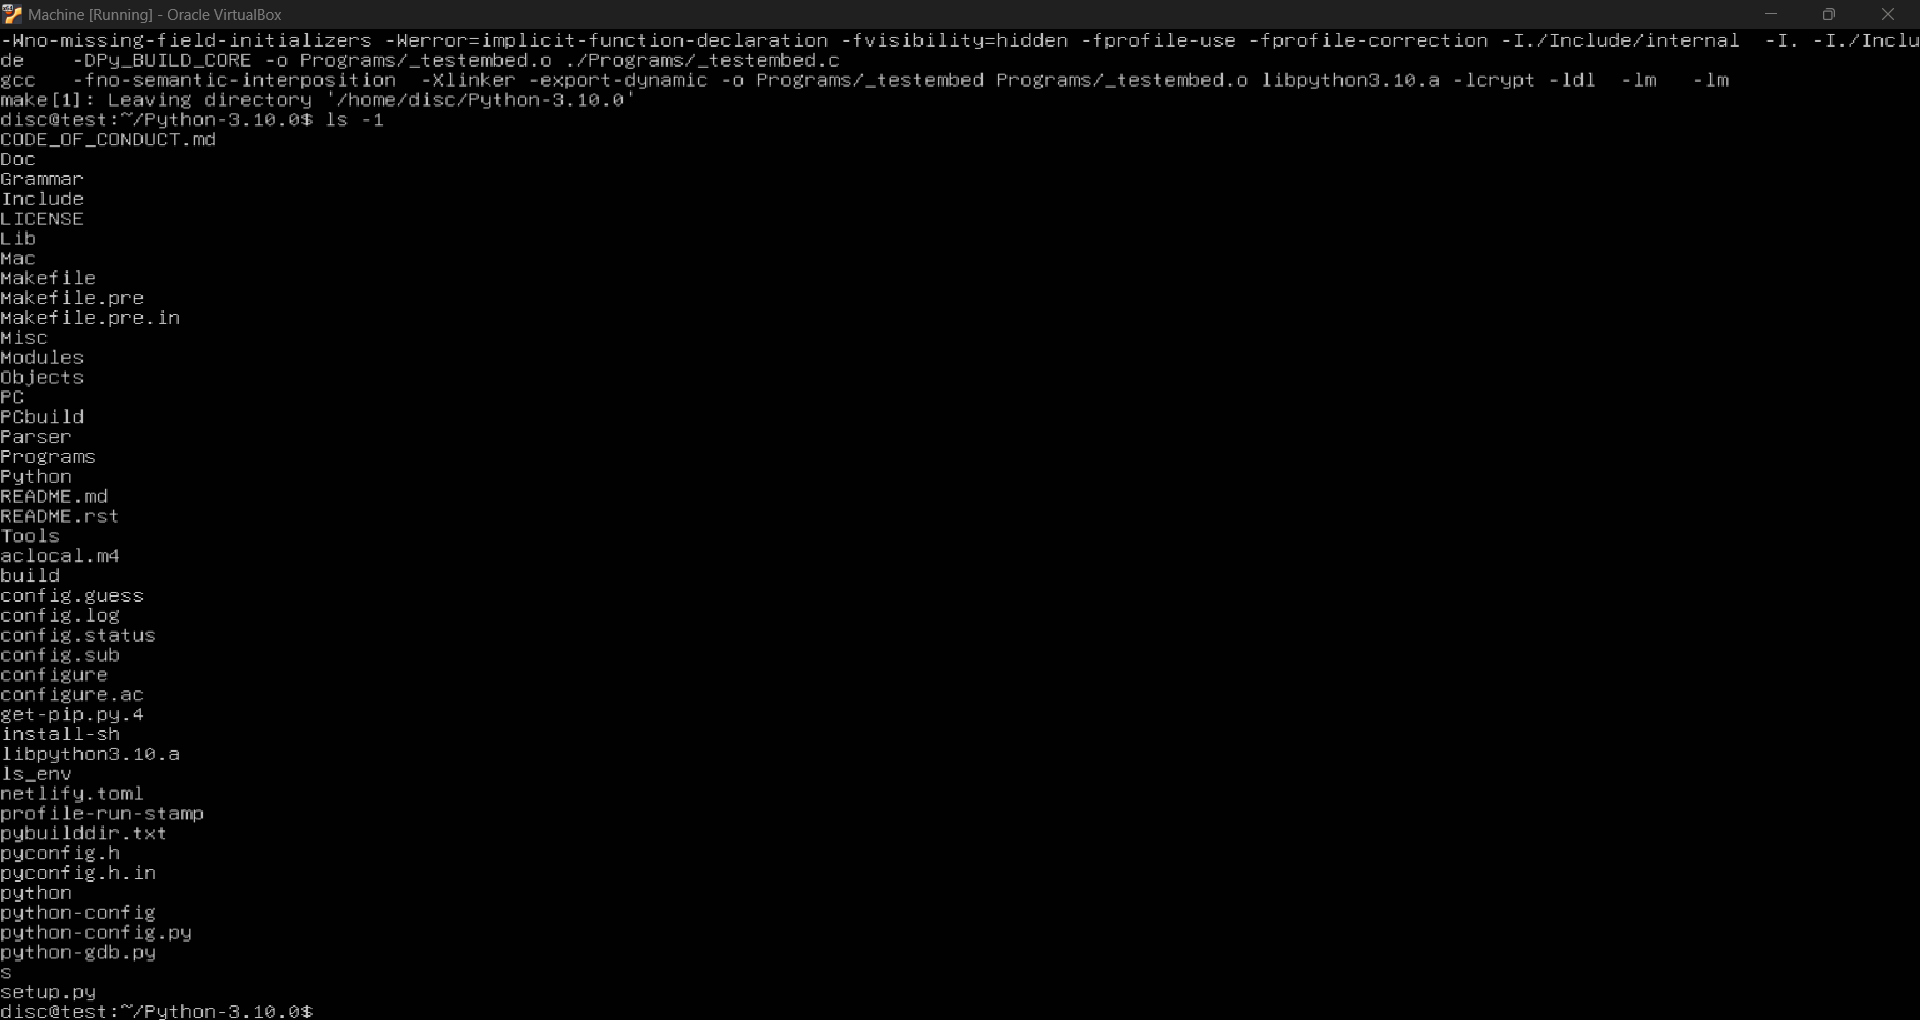 Machine [Running] - Oracle VirtualBox
-Wno-missing-field-initializers -Werror=implicit-function-declaration -fvisibility=hidden -fprofile-use -fprofile-correction -I./Include/internal  -I. -I./Inclu
de    -DPy_BUILD_CORE -o Programs/_testembed.o ./Programs/_testembed.c
gcc   -fno-semantic-interposition  -Xlinker -export-dynamic -o Programs/_testembed Programs/_testembed.o libpython3.10.a -lcrypt -ldl  -lm   -lm
make[1]: Leaving directory '/home/disc/Python-3.10.0'
disc@test:~/Python-3.10.0$ ls -1
CODE_OF_CONDUCT.md
Doc
Grammar
Include
LICENSE
Lib
Mac
Makefile
Makefile.pre
Makefile.pre.in
Misc
Modules
Objects
PC
PCbuild
Parser
Programs
Python
README.md
README.rst
Tools
aclocal.m4
build
config.guess
config.log
config.status
config.sub
configure
configure.ac
get-pip.py.4
install-sh
libpython3.10.a
ls_env
netlify.toml
profile-run-stamp
pybuilddir.txt
pyconfig.h
pyconfig.h.in
python
python-config
python-config.py
python-gdb.py
s
setup.py
disc@test:~/Python-3.10.0$